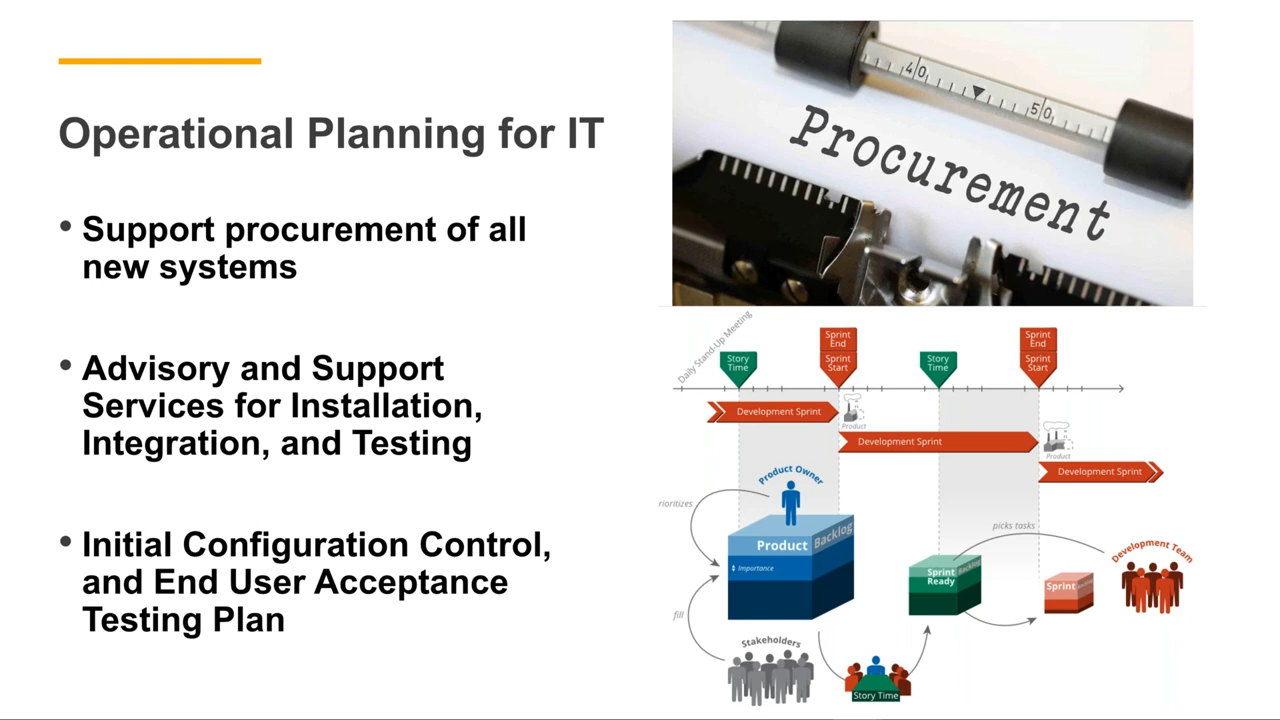 Operational Planning for IT
• Support procurement of all
new systems
• Advisory and Support
Services for Installation,
Integration, and Testing
• Initial Configuration Control,
and End User Acceptance
Testing Plan
40
50
Procurement
Daily Stand-Up Meeting
Story
Time
Sprint
End
Sprint
Start
Story
Time
Sprint
End
Sprint
Start
Development Sprint
Product
Development Sprint
Product
Development Sprint
Product Owner
rioritizes
Product
Backlog
Importance
fill
Stakeholders
Story Time
picks tasks
Sprint
Ready
Backlog
Sprint
Development Team